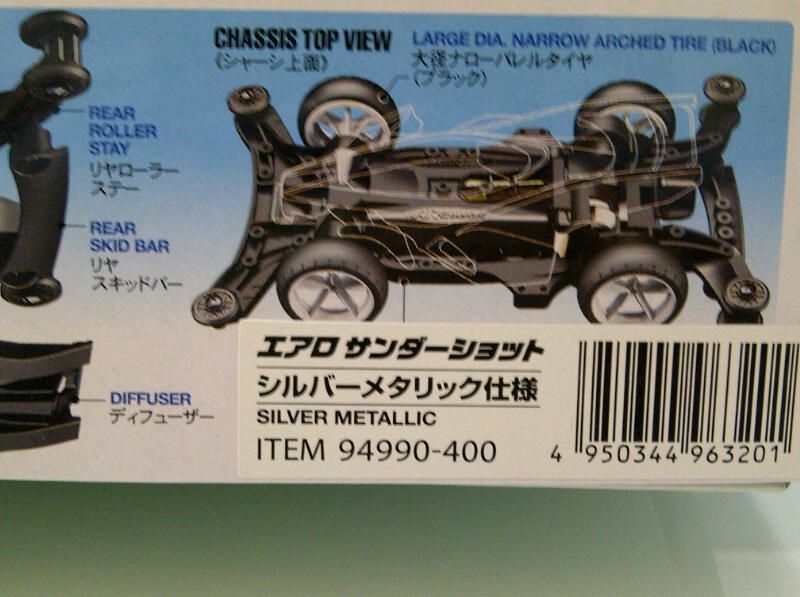 CHASSIS TOP VIEW
《シャーシ上面》
LARGE DIA. NARROW ARCHED TIRE (BLACK)
大径ナローバレルタイヤ
(ブラック)
REAR
ROLLER
STAY
リヤローラー
ステー
REAR
SKID BAR
リヤ
スキッドバー
DIFFUSER
ディフューザー
エアロ サンダーショット
シルバーメタリック仕様
SILVER METALLIC
ITEM 94990-400
4 950344 963201